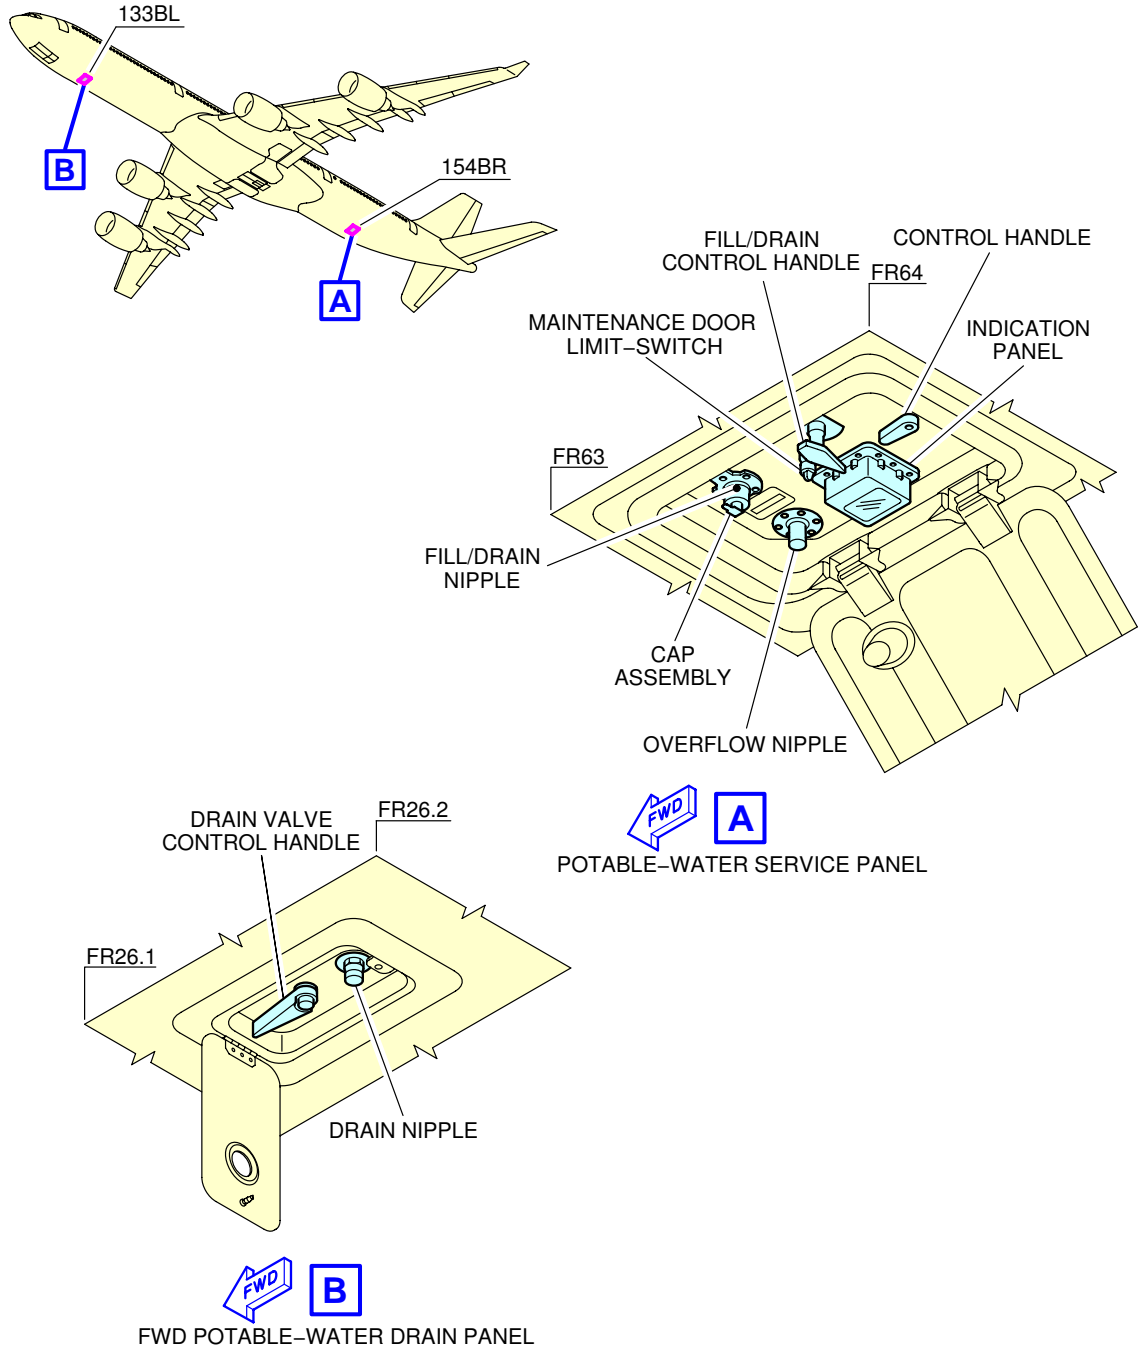 133BL
B
154BR
A
FILL/DRAIN
CONTROL HANDLE
CONTROL HANDLE
FR64
MAINTENANCE DOOR
LIMIT–SWITCH
INDICATION
PANEL
FR63
FILL/DRAIN
NIPPLE
CAP
ASSEMBLY
OVERFLOW NIPPLE
FWD
A
POTABLE–WATER SERVICE PANEL
DRAIN VALVE
CONTROL HANDLE
FR26.2
FR26.1
DRAIN NIPPLE
FWD
B
FWD POTABLE–WATER DRAIN PANEL